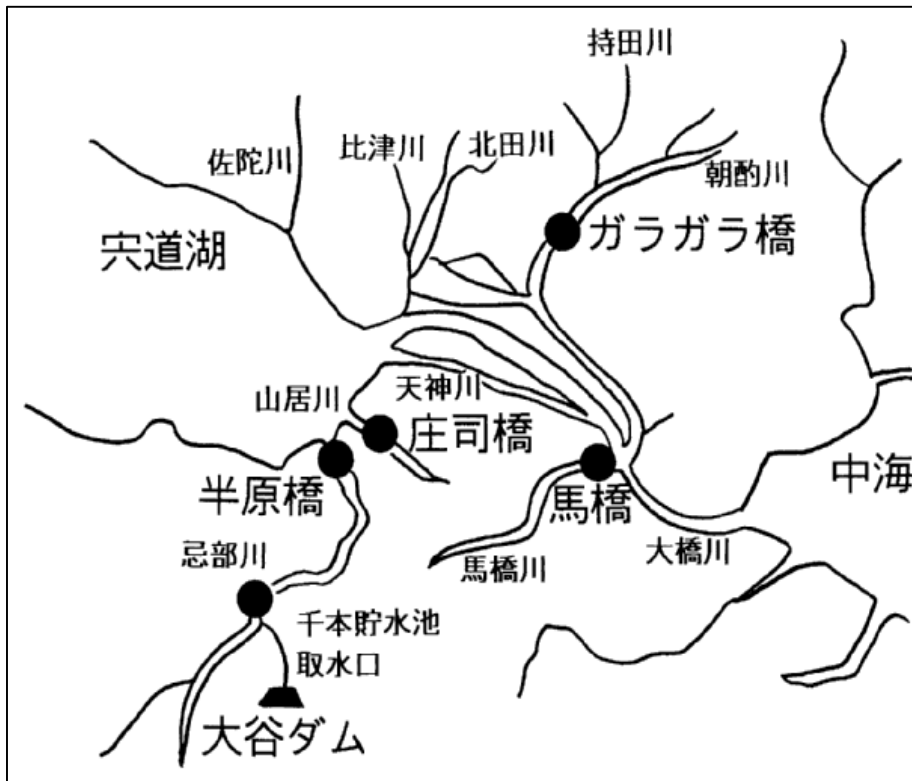 持田川
佐陀川
比津川
北田川
朝酌川
宍道湖
ガラガラ橋
天神川
山居川
庄司橋
中海
半原橋
馬橋
忌部川
馬橋川
大橋川
千本貯水池
取水口
大谷ダム